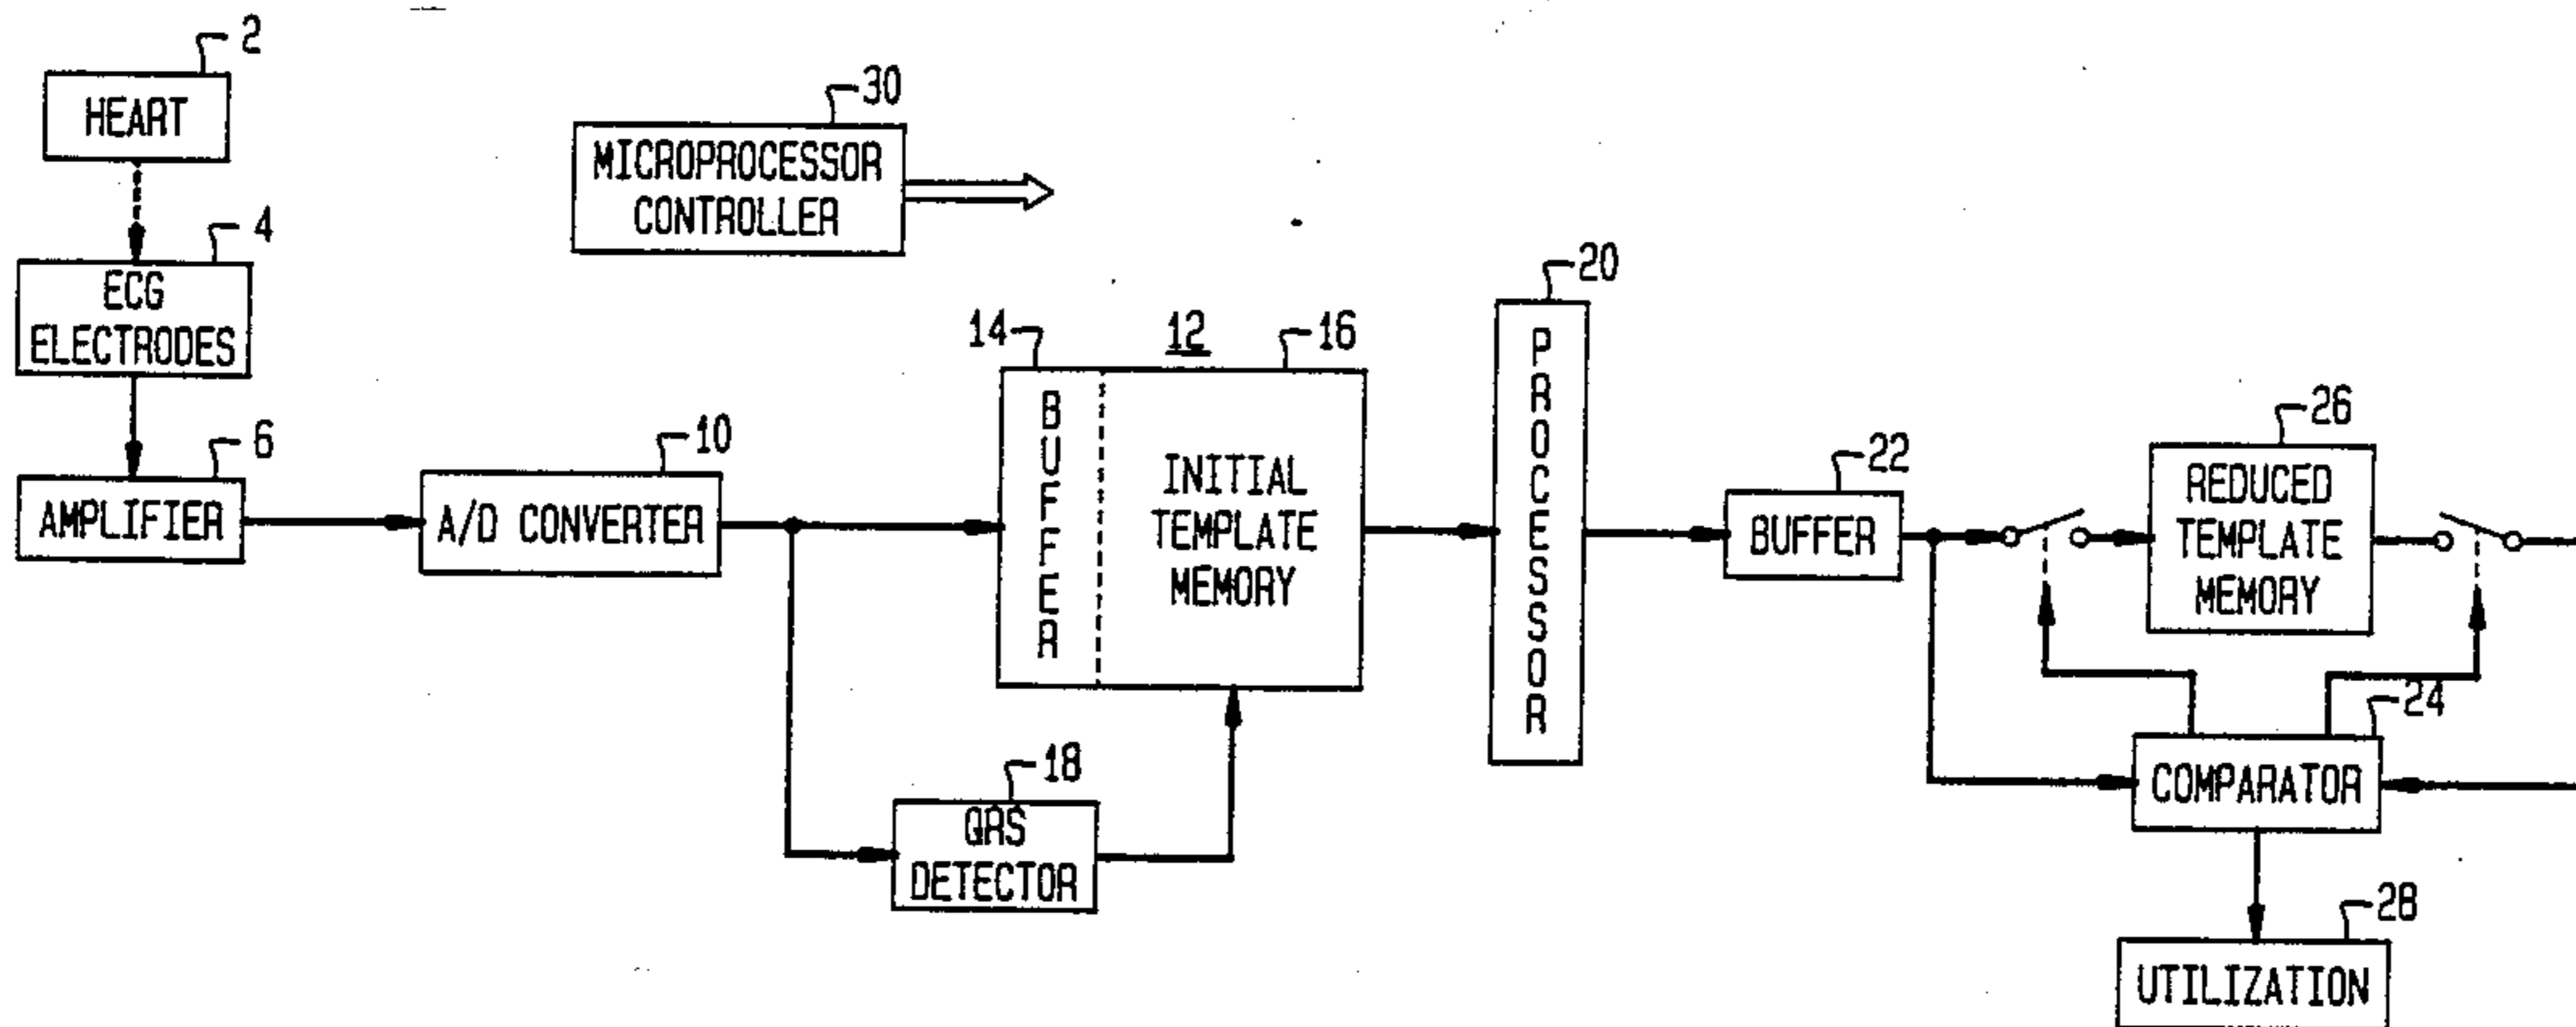 2
HEART
30
MICROPROCESSOR
CONTROLLER
4
ECG
ELECTRODES
20
PROCESSOR
14
12
16
BUFFER
INITIAL
TEMPLATE
MEMORY
6
AMPLIFIER
10
A/D CONVERTER
22
BUFFER
26
REDUCED
TEMPLATE
MEMORY
24
COMPARATOR
18
QRS
DETECTOR
28
UTILIZATION